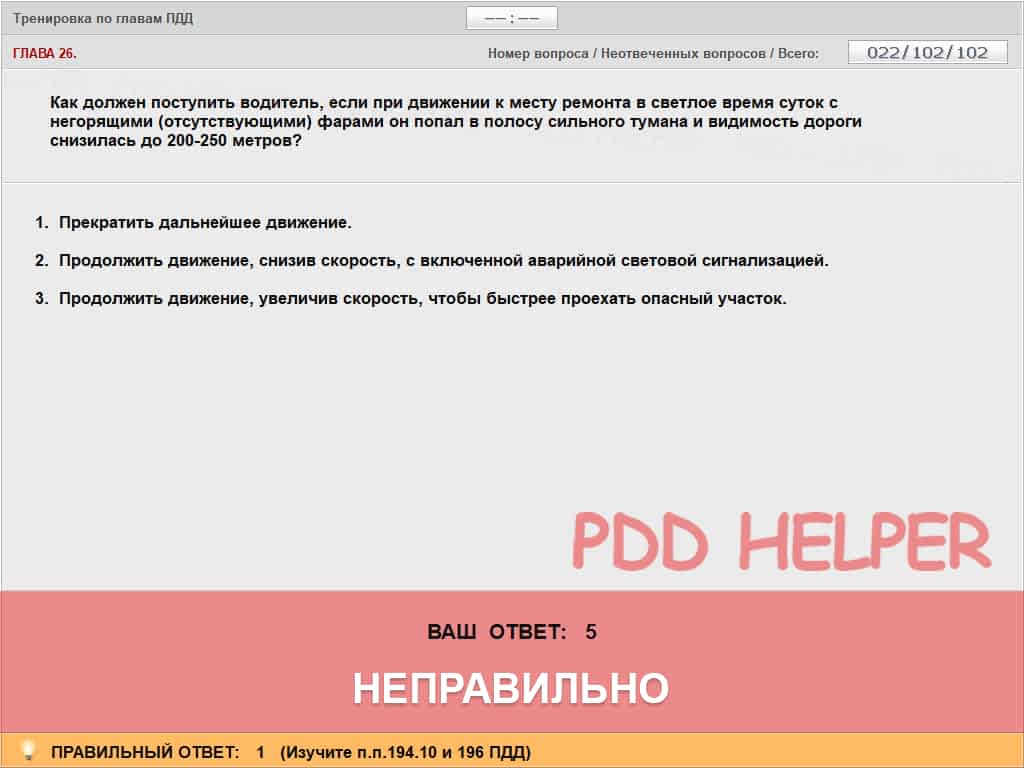 Тренировка по главам ПДД
–– : ––
ГЛАВА 26.
Номер вопроса / Неотвеченных вопросов / Всего:
022/102/102
Как должен поступить водитель, если при движении к месту ремонта в светлое время суток с
негорящими (отсутствующими) фарами он попал в полосу сильного тумана и видимость дороги
снизилась до 200-250 метров?
1. Прекратить дальнейшее движение.
2. Продолжить движение, снизив скорость, с включенной аварийной световой сигнализацией.
3. Продолжить движение, увеличив скорость, чтобы быстрее проехать опасный участок.
PDD HELPER
ВАШ ОТВЕТ: 5
НЕПРАВИЛЬНО
ПРАВИЛЬНЫЙ ОТВЕТ: 1 (Изучите п.п.194.10 и 196 ПДД)